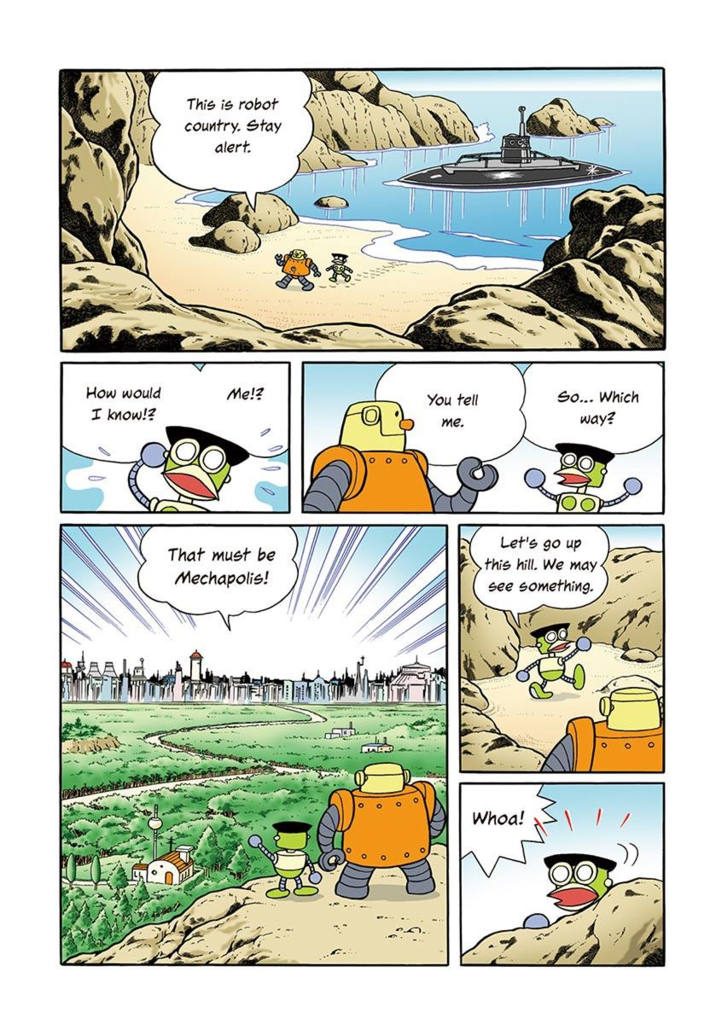 This is robot
country. Stay
alert.
So... Which
way?
You tell
me.
Me!?
How would
I know!?
Let's go up
this hill. We may
see something.
Whoa!
That must be
Mechapolis!